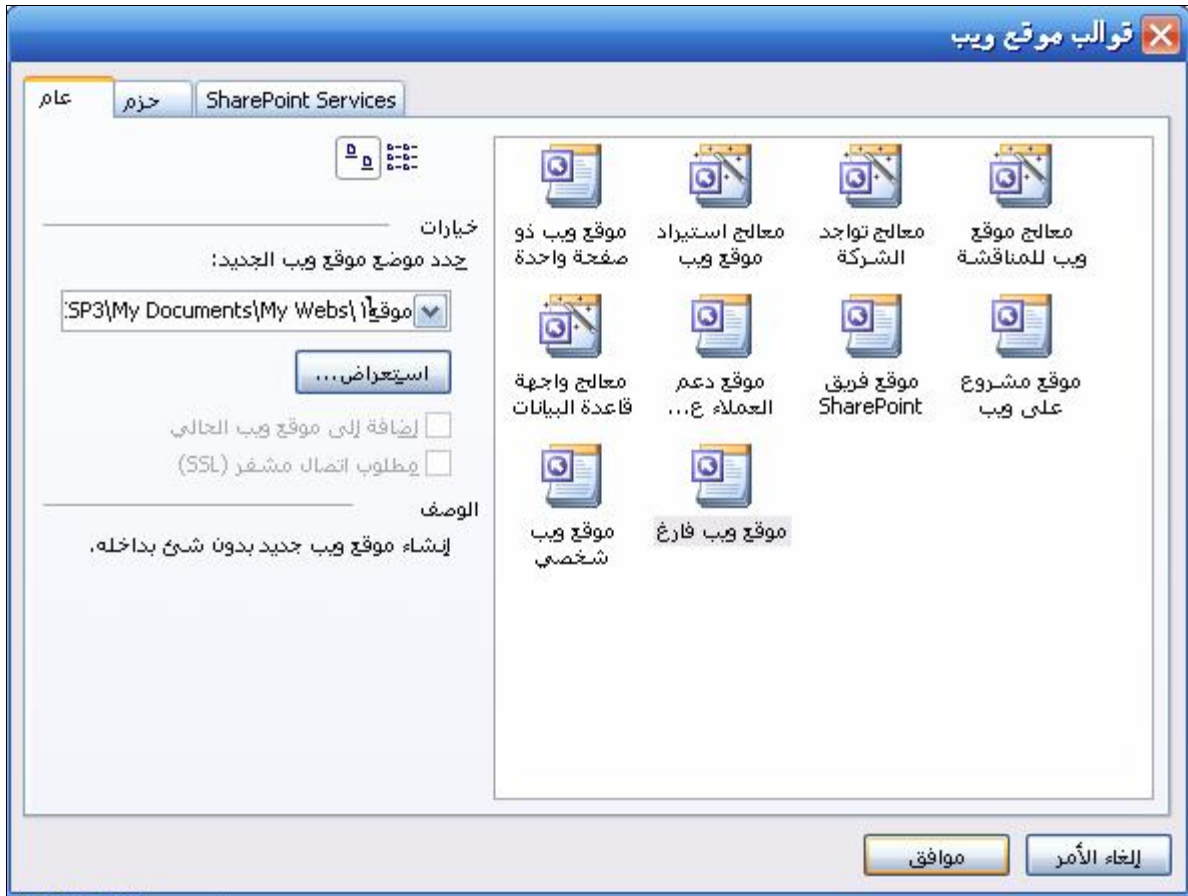 قوالب موقع ويب
عام
حزم
SharePoint Services
موقع ويب ذو
صفحة واحدة
معالج استيراد
موقع ويب
معالج تواجد
الشركة
معالج موقع
ويب للمناقشة
معالج واجهة
قاعدة البيانات
موقع دعم
العملاء ع...
موقع فريق
SharePoint
موقع مشروع
على ويب
موقع ويب
شخصي
موقع ويب فارغ
خيارات
حدد موضع موقع ويب الجديد:
SP3\My Documents\My Webs\موقع1
استعراض...
إضافة إلى موقع ويب الحالي
مطلوب اتصال مشفر (SSL)
الوصف
إنشاء موقع ويب جديد بدون شئ بداخله.
موافق
إلغاء الأمر